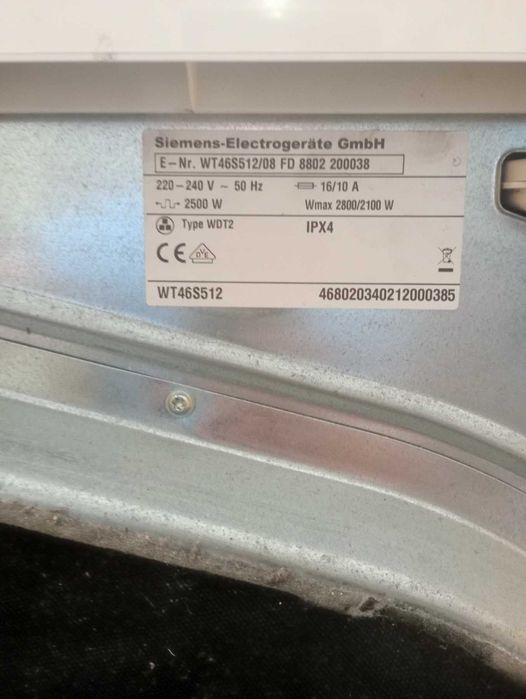 Siemens-Electrogeräte GmbH
E-Nr. WT46S512/08 FD 8802 200038
220-240 V ~ 50 Hz 16/10 A
2500 W Wmax 2800/2100 W
Type WDT2 IPX4
CE DVE
WT46S512 468020340212000385